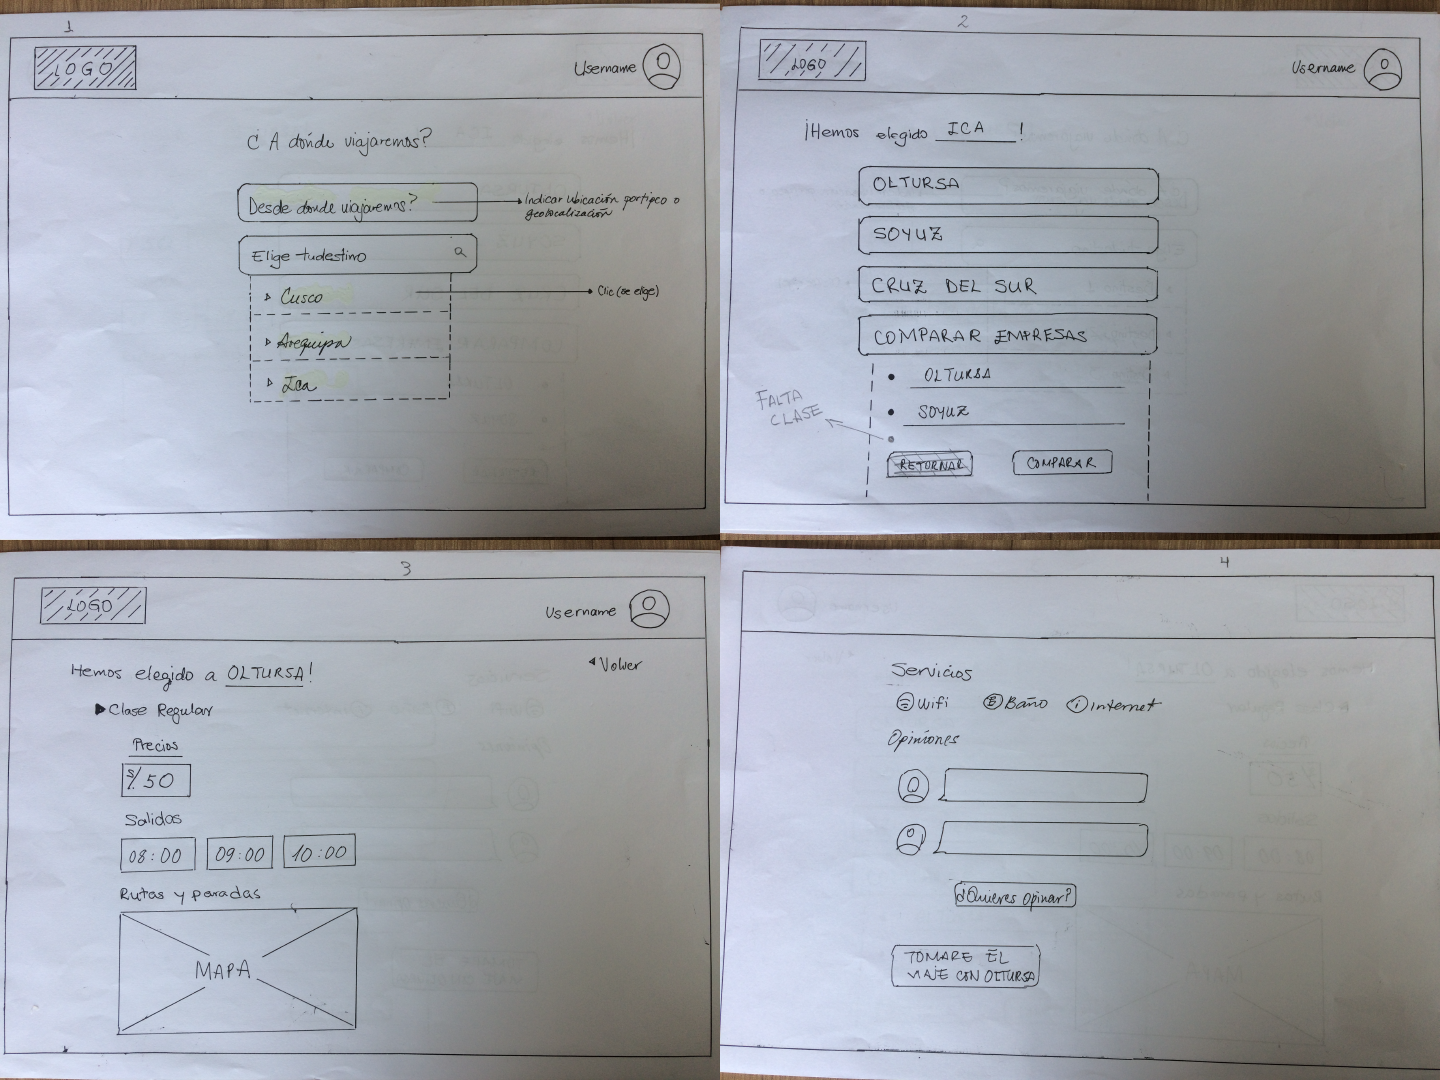 1
LOGO
Username
¿ A dónde viajaremos?
Desde donde viajaremos?
Indicar ubicación por tipeo o
geolocalización
Elige tu destino
Cusco
Clic (se elige)
Arequipa
Ica
2
LOGO
Username
¡Hemos elegido ICA !
OLTURSA
SOYUZ
CRUZ DEL SUR
COMPARAR EMPRESAS
OLTURSA
SOYUZ
FALTA
CLASE
RETORNAR
COMPARAR
3
LOGO
Username
Hemos elegido a OLTURSA!
Volver
Clase Regular
Precios
S/. 50
Salidas
08:00 09:00 10:00
Rutas y paradas
MAPA
4
Servicios
Wifi B Baño i Internet
Opiniones
¿Quieres opinar?
TOMARE EL
VIAJE CON OLTURSA